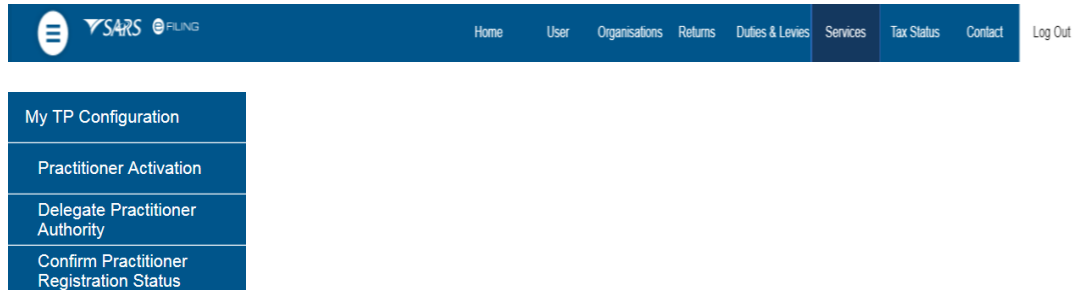 SARS eFILING Home User Organisations Returns Duties & Levies Services Tax Status Contact Log Out
My TP Configuration
Practitioner Activation
Delegate Practitioner
Authority
Confirm Practitioner
Registration Status